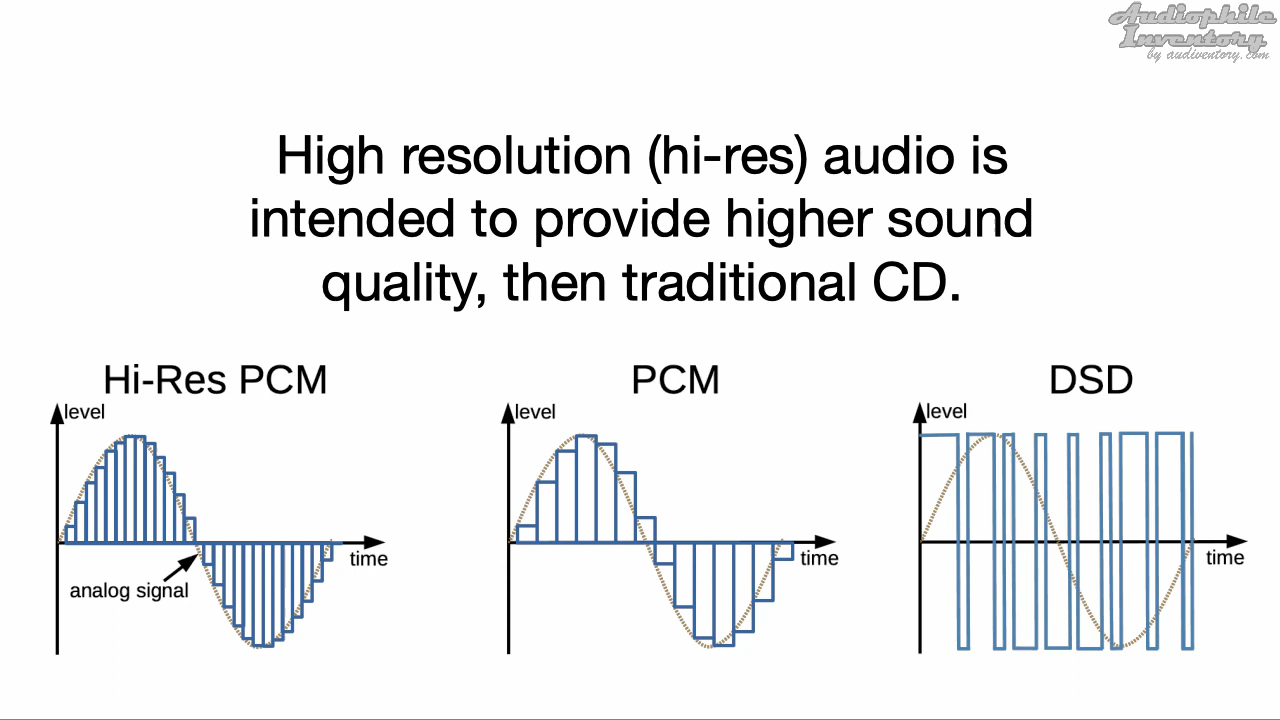 Audiophile
Inventory
by audiventory.com
High resolution (hi-res) audio is
intended to provide higher sound
quality, then traditional CD.
Hi-Res PCM
level
time
analog signal
PCM
level
time
DSD
level
time